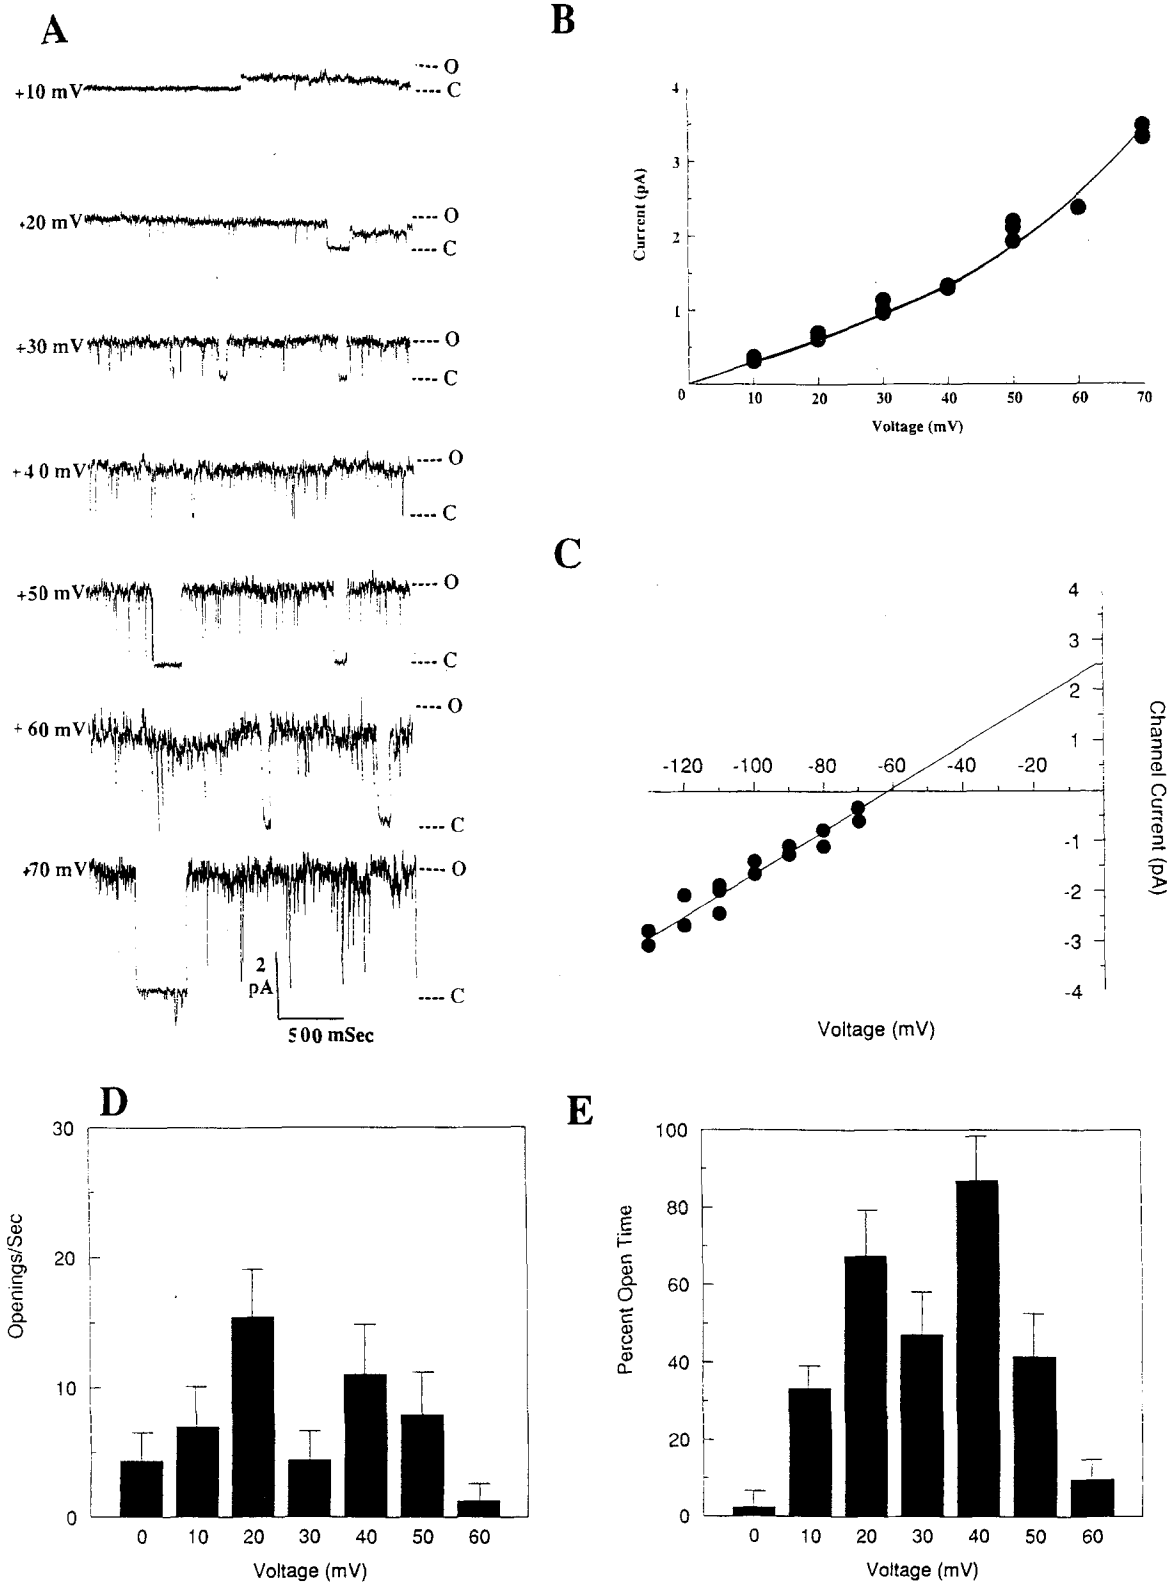 A
+10 mV
O
C
+20 mV
O
C
+30 mV
O
C
+40 mV
O
C
+50 mV
O
C
+60 mV
O
C
+70 mV
O
C
2
pA
500 mSec
B
Current (pA)
4
3
2
1
0
10 20 30 40 50 60 70
Voltage (mV)
C
4
3
2
1
-120 -100 -80 -60 -40 -20
-1
-2
-3
-4
Channel Current (pA)
Voltage (mV)
D
Openings/Sec
30
20
10
0
0 10 20 30 40 50 60
Voltage (mV)
E
Percent Open Time
100
80
60
40
20
0
0 10 20 30 40 50 60
Voltage (mV)